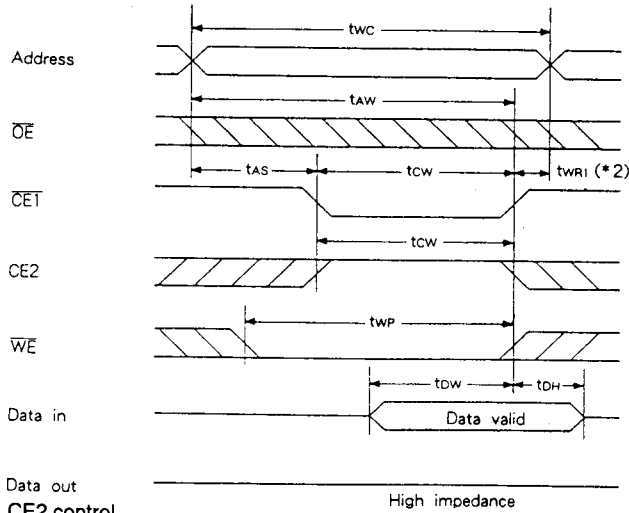 tWC
Address
tAW
OE
tAS tCW tWR1 (*2)
CE1
tCW
CE2
tWP
WE
tDW tDH
Data in Data valid
Data out High impedance
CE2 control